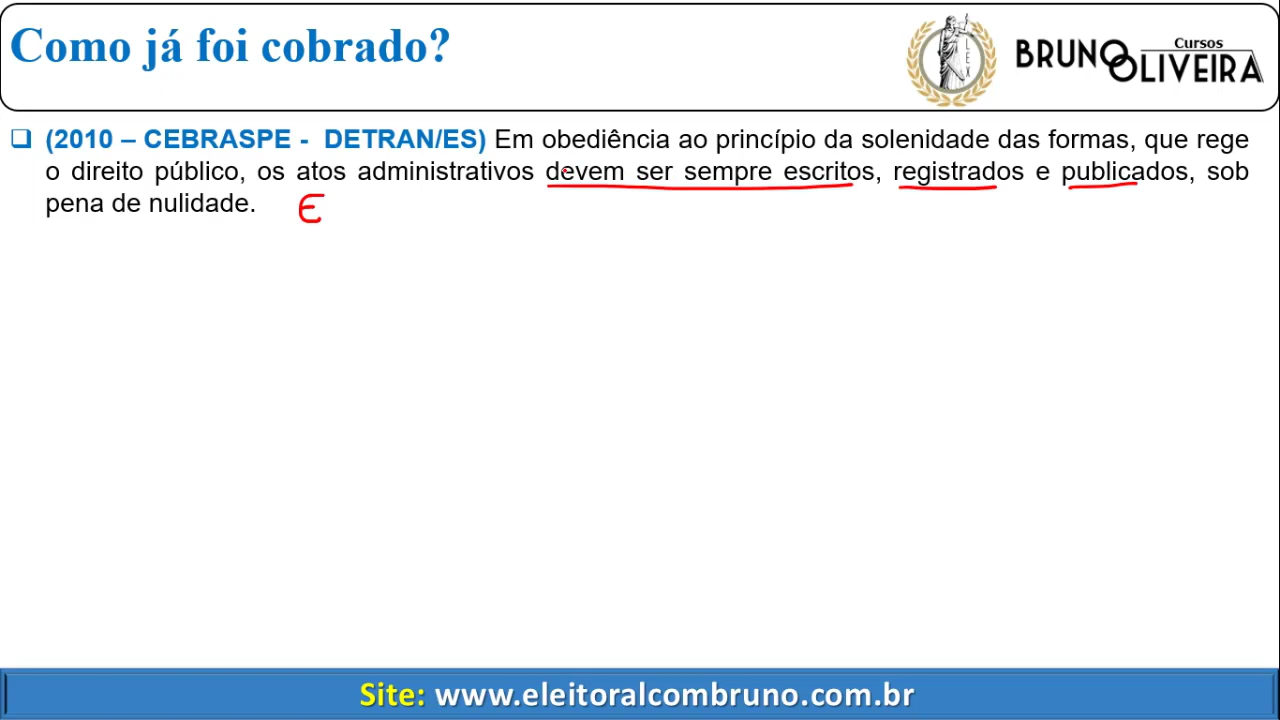 Como já foi cobrado?
LEX
BRUNO
Cursos
OLIVEIRA
❑ (2010 – CEBRASPE - DETRAN/ES) Em obediência ao princípio da solenidade das formas, que rege
o direito público, os atos administrativos devem ser sempre escritos, registrados e publicados, sob
pena de nulidade. E
Site: www.eleitoralcombruno.com.br